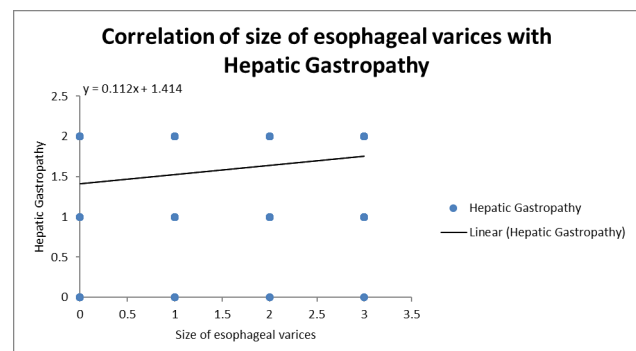 Correlation of size of esophageal varices with
Hepatic Gastropathy
y = 0.112x + 1.414
2.5
2
1.5
1
0.5
0
Hepatic Gastropathy
0 0.5 1 1.5 2 2.5 3 3.5
Size of esophageal varices
Hepatic Gastropathy
Linear (Hepatic Gastropathy)